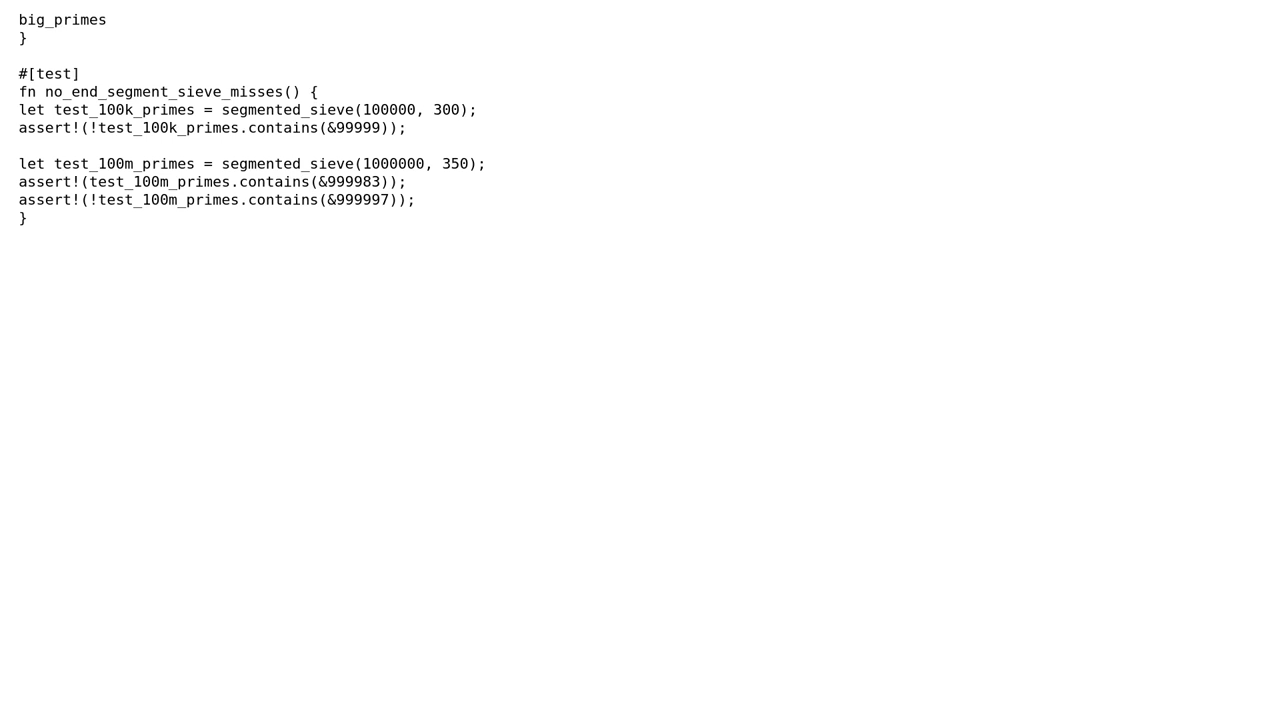 big_primes
}

#[test]
fn no_end_segment_sieve_misses() {
let test_100k_primes = segmented_sieve(100000, 300);
assert!(!test_100k_primes.contains(&99999));

let test_100m_primes = segmented_sieve(1000000, 350);
assert!(test_100m_primes.contains(&999983));
assert!(!test_100m_primes.contains(&999997));
}